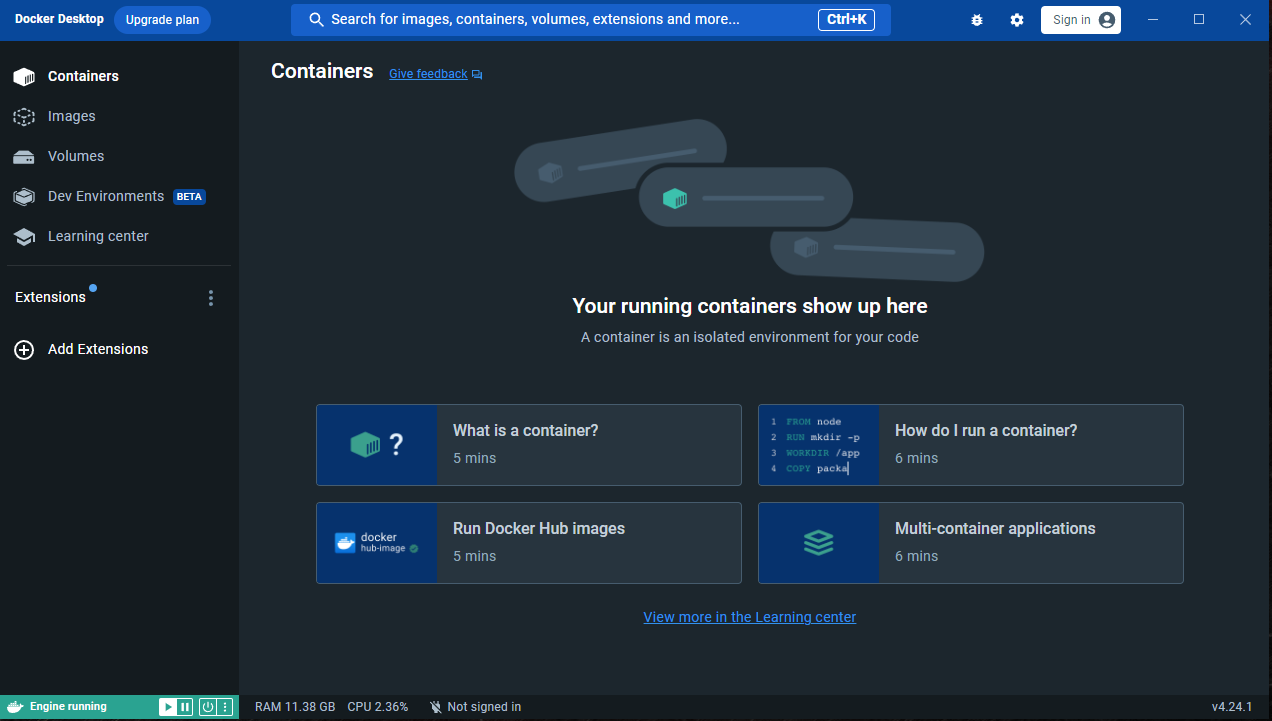 Docker Desktop Upgrade plan Search for images, containers, volumes, extensions and more... Ctrl+K Sign in
Containers
Images
Volumes
Dev Environments BETA
Learning center
Extensions
Add Extensions
Containers Give feedback
Your running containers show up here
A container is an isolated environment for your code
?
What is a container?
5 mins
1 FROM node
2 RUN mkdir -p
3 WORKDIR /app
4 COPY packa
How do I run a container?
6 mins
docker
hub-image
Run Docker Hub images
5 mins
Multi-container applications
6 mins
View more in the Learning center
Engine running RAM 11.38 GB CPU 2.36% Not signed in v4.24.1